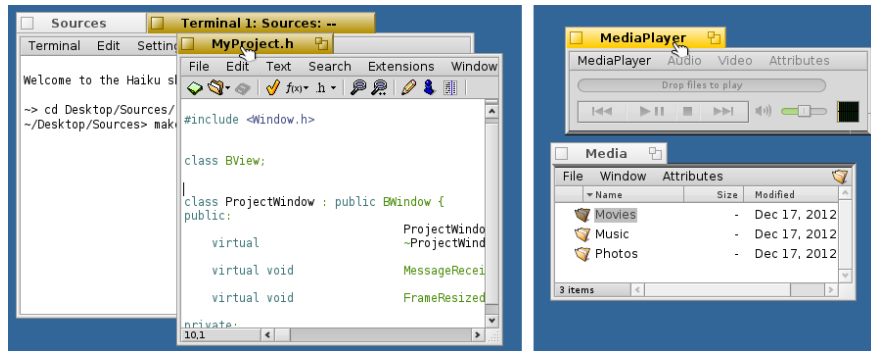 Sources
Terminal 1: Sources: --
Terminal Edit Setting
Welcome to the Haiku sh
~> cd Desktop/Sources/
~/Desktop/Sources> mak
MyProject.h
File Edit Text Search Extensions Window
f(x) .h
#include <Window.h>
class BView;
class ProjectWindow : public BWindow {
public:
ProjectWindo
virtual ~ProjectWind
virtual void MessageRecei
virtual void FrameResized
private:
10,1
MediaPlayer
MediaPlayer Audio Video Attributes
Drop files to play
Media
File Window Attributes
Name Size Modified
Movies - Dec 17, 2012
Music - Dec 17, 2012
Photos - Dec 17, 2012
3 items